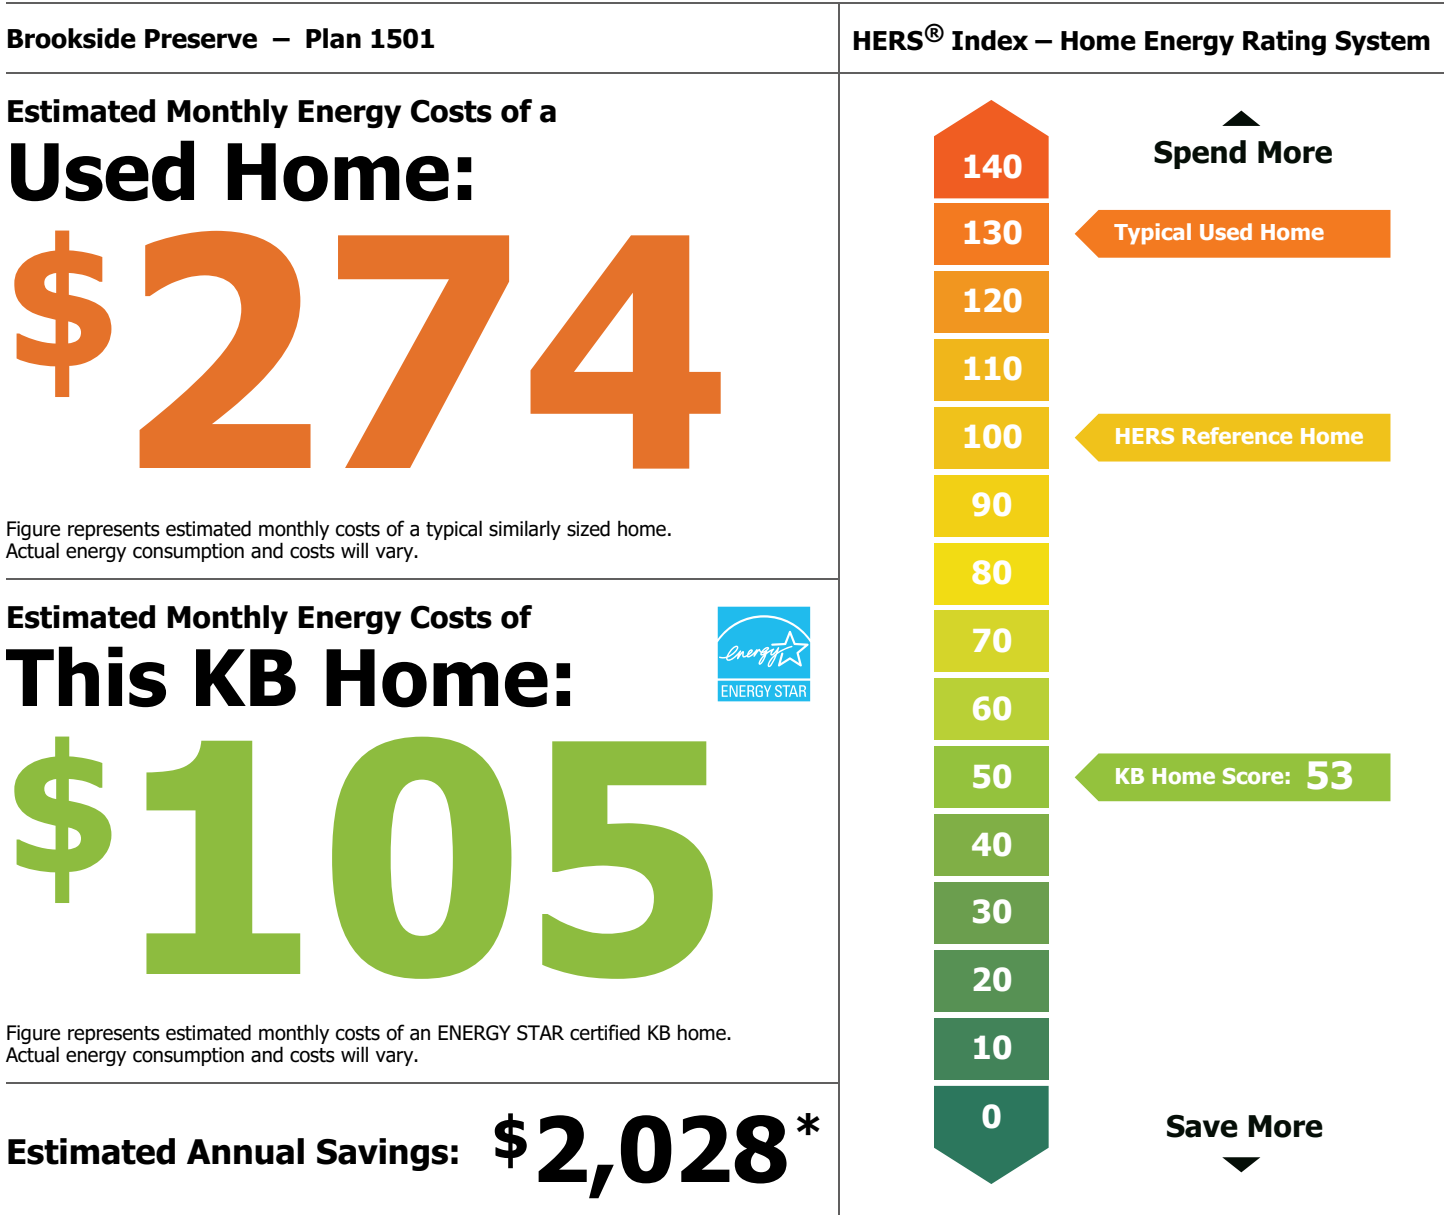 Brookside Preserve – Plan 1501
Estimated Monthly Energy Costs of a
Used Home:
$274
Figure represents estimated monthly costs of a typical similarly sized home.
Actual energy consumption and costs will vary.
Estimated Monthly Energy Costs of
This KB Home:
energy
ENERGY STAR
$105
Figure represents estimated monthly costs of an ENERGY STAR certified KB home.
Actual energy consumption and costs will vary.
Estimated Annual Savings: $2,028*
HERS® Index – Home Energy Rating System
Spend More
140
130 Typical Used Home
120
110
100 HERS Reference Home
90
80
70
60
50 KB Home Score: 53
40
30
20
10
0
Save More